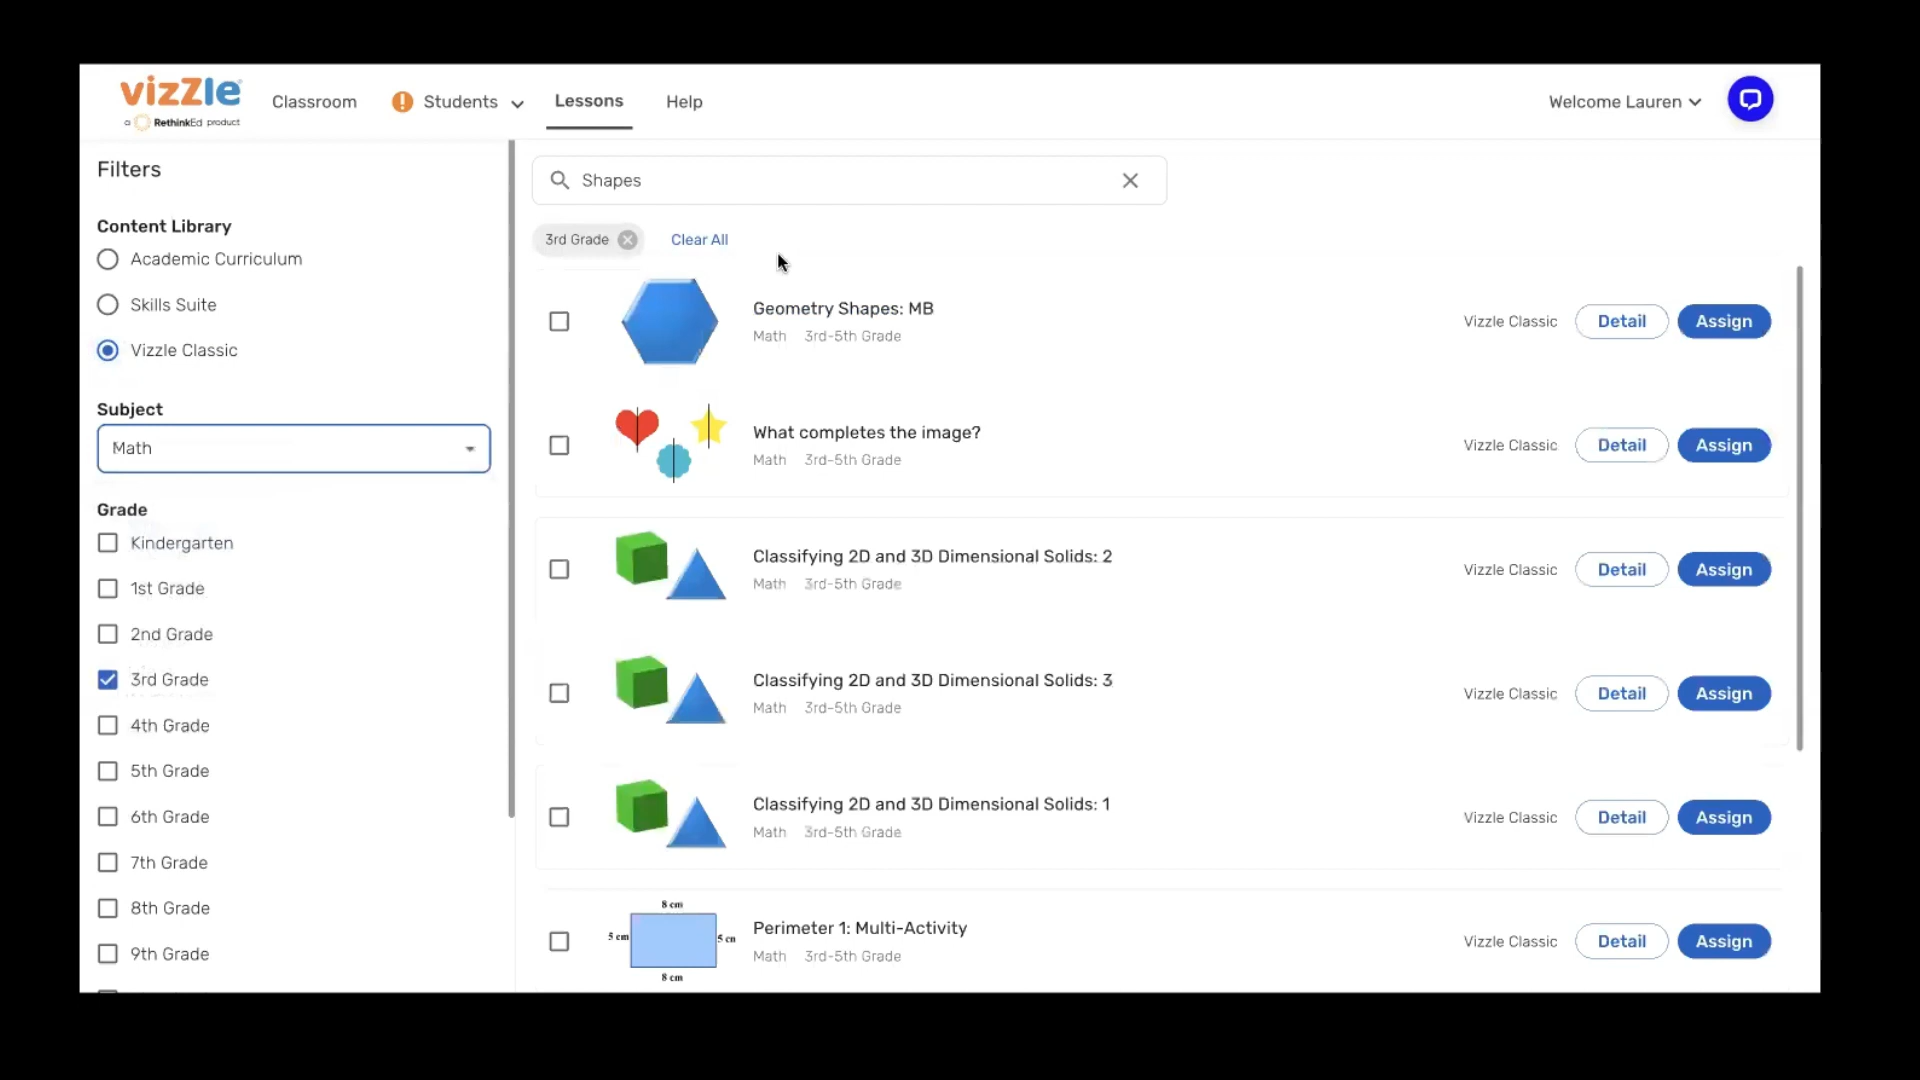 vizZle
a RethinkEd product
Classroom
! Students
Lessons
Help
Welcome Lauren
Filters
Content Library
Academic Curriculum
Skills Suite
Vizzle Classic
Subject
Math
Grade
Kindergarten
1st Grade
2nd Grade
3rd Grade
4th Grade
5th Grade
6th Grade
7th Grade
8th Grade
9th Grade
Shapes
3rd Grade
Clear All
Geometry Shapes: MB
Math 3rd-5th Grade
Vizzle Classic Detail Assign
What completes the image?
Math 3rd-5th Grade
Vizzle Classic Detail Assign
Classifying 2D and 3D Dimensional Solids: 2
Math 3rd-5th Grade
Vizzle Classic Detail Assign
Classifying 2D and 3D Dimensional Solids: 3
Math 3rd-5th Grade
Vizzle Classic Detail Assign
Classifying 2D and 3D Dimensional Solids: 1
Math 3rd-5th Grade
Vizzle Classic Detail Assign
8 cm
5 cm
5 cn
8 cm
Perimeter 1: Multi-Activity
Math 3rd-5th Grade
Vizzle Classic Detail Assign